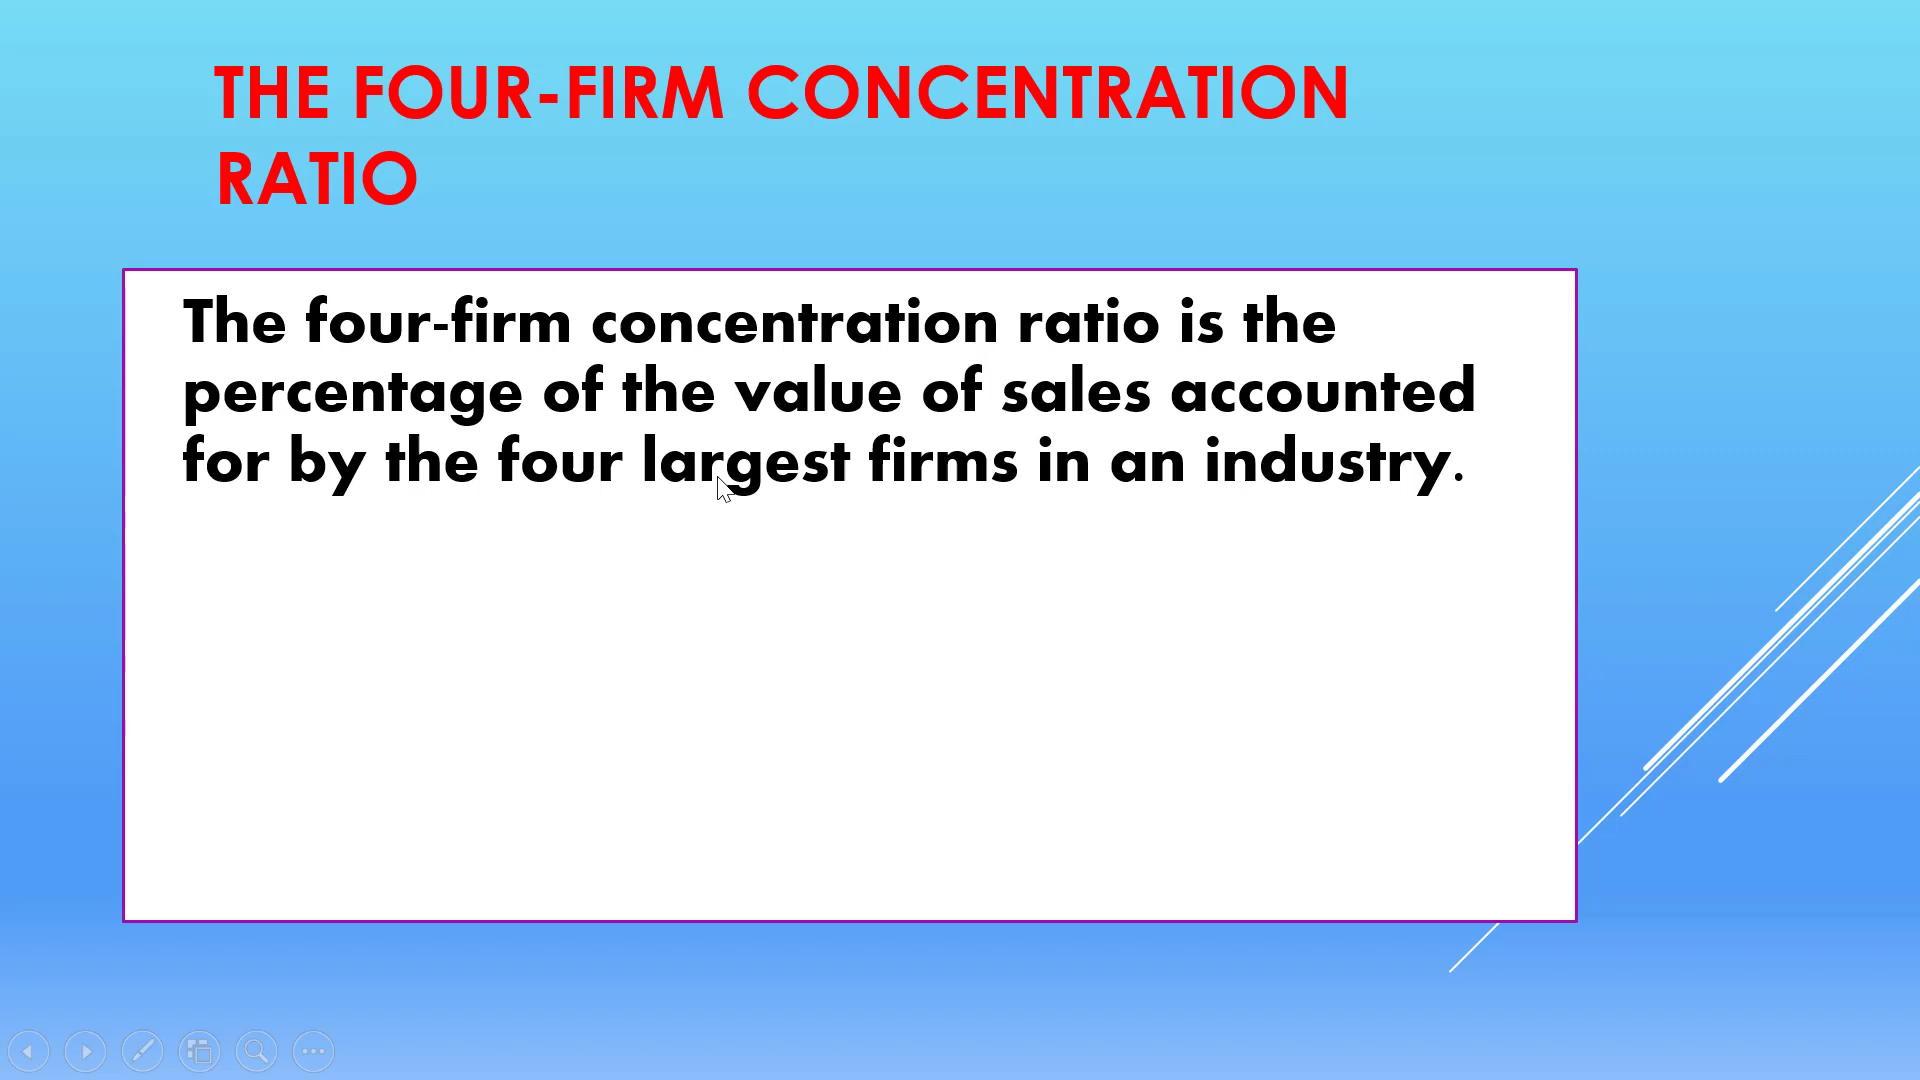 THE FOUR-FIRM CONCENTRATION
RATIO
The four-firm concentration ratio is the
percentage of the value of sales accounted
for by the four largest firms in an industry.